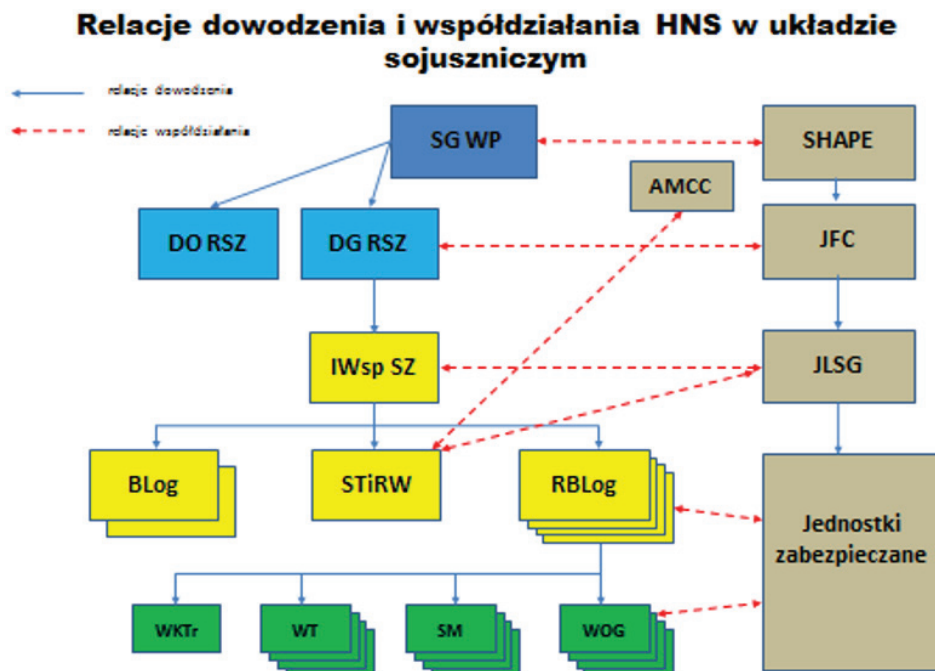 Relacje dowodzenia i współdziałania HNS w układzie
sojuszniczym
relacje dowodzenia
relacje współdziałania
SG WP
SHAPE
AMCC
DO RSZ
DG RSZ
JFC
IWsp SZ
JLSG
BLog
STiRW
RBLog
Jednostki
zabezpieczane
WKTr
WT
SM
WOG